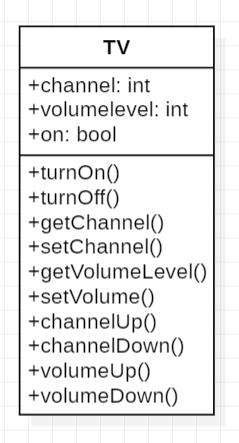 TV
+channel: int
+volumelevel: int
+on: bool
+turnOn()
+turnOff()
+getChannel()
+setChannel()
+getVolumeLevel()
+setVolume()
+channelUp()
+channelDown()
+volumeUp()
+volumeDown()